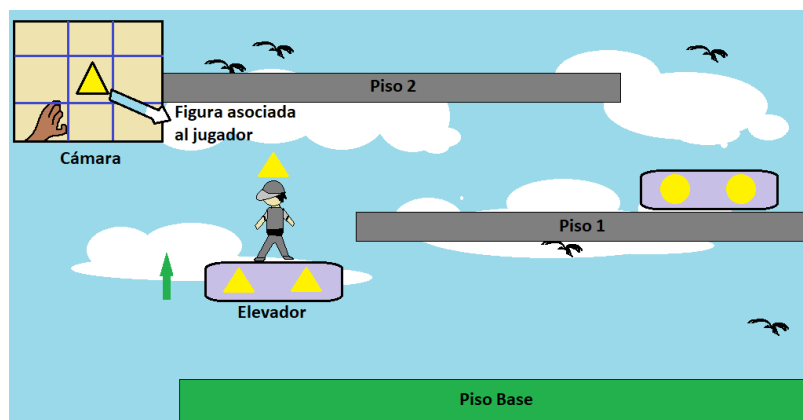 Piso 2
Figura asociada
al jugador
Cámara
Piso 1
Elevador
Piso Base